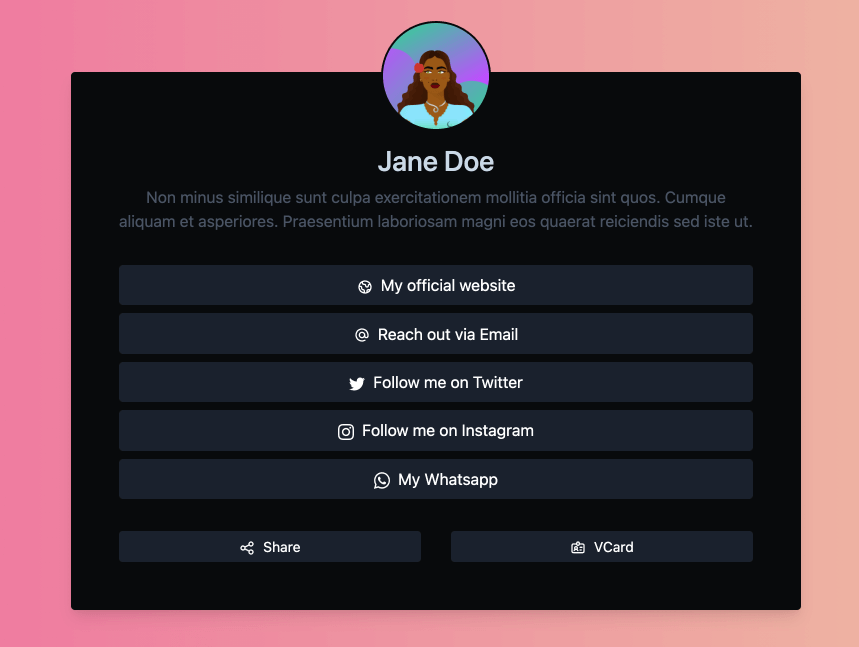 Jane Doe
Non minus similique sunt culpa exercitationem mollitia officia sint quos. Cumque
aliquam et asperiores. Praesentium laboriosam magni eos quaerat reiciendis sed iste ut.
My official website
Reach out via Email
Follow me on Twitter
Follow me on Instagram
My Whatsapp
Share
VCard